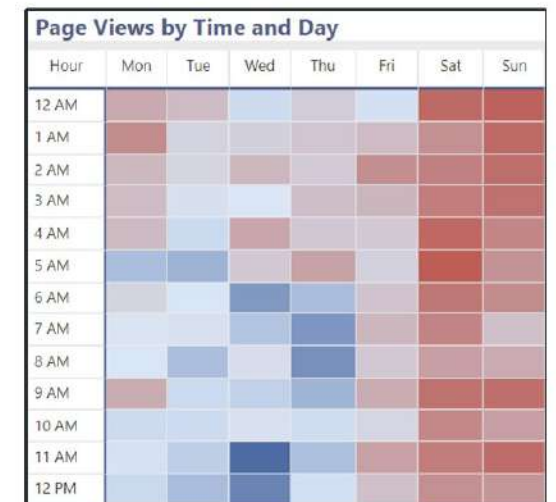 Page Views by Time and Day
Hour Mon Tue Wed Thu Fri Sat Sun
12 AM
1 AM
2 AM
3 AM
4 AM
5 AM
6 AM
7 AM
8 AM
9 AM
10 AM
11 AM
12 PM